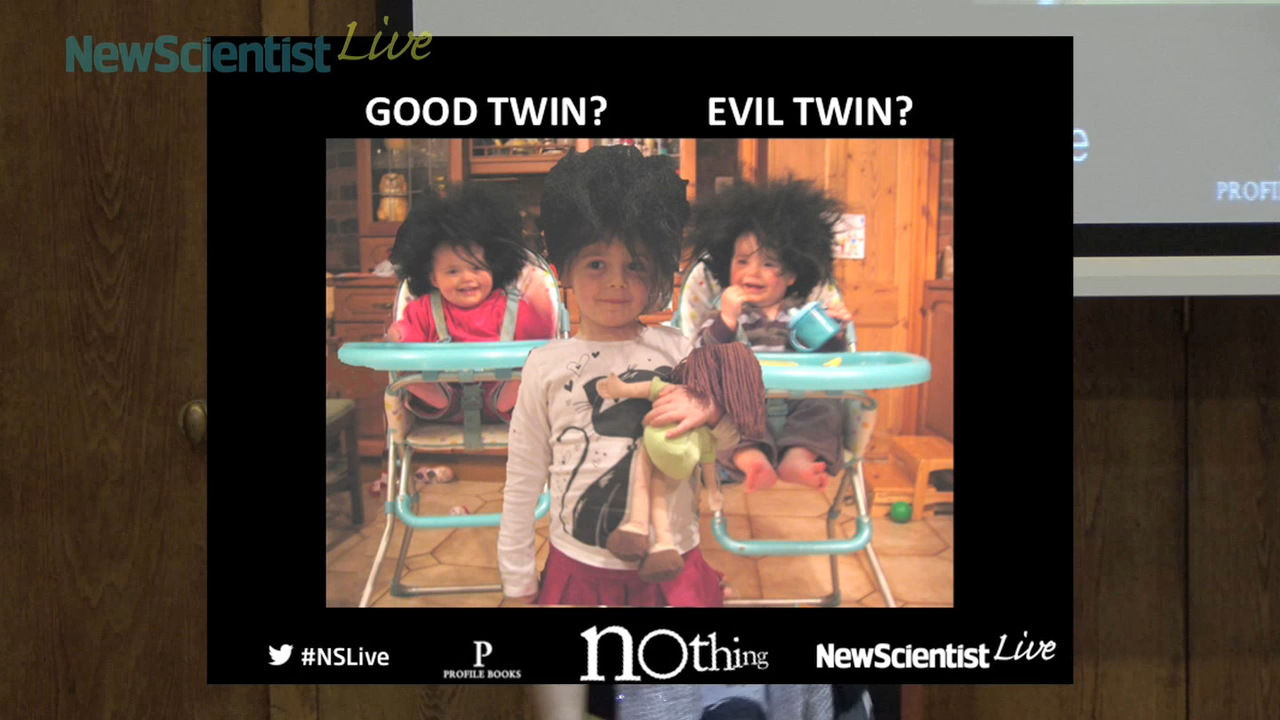 NewScientist Live
GOOD TWIN? EVIL TWIN?
#NSLive
P
PROFILE BOOKS
nothing
NewScientist Live